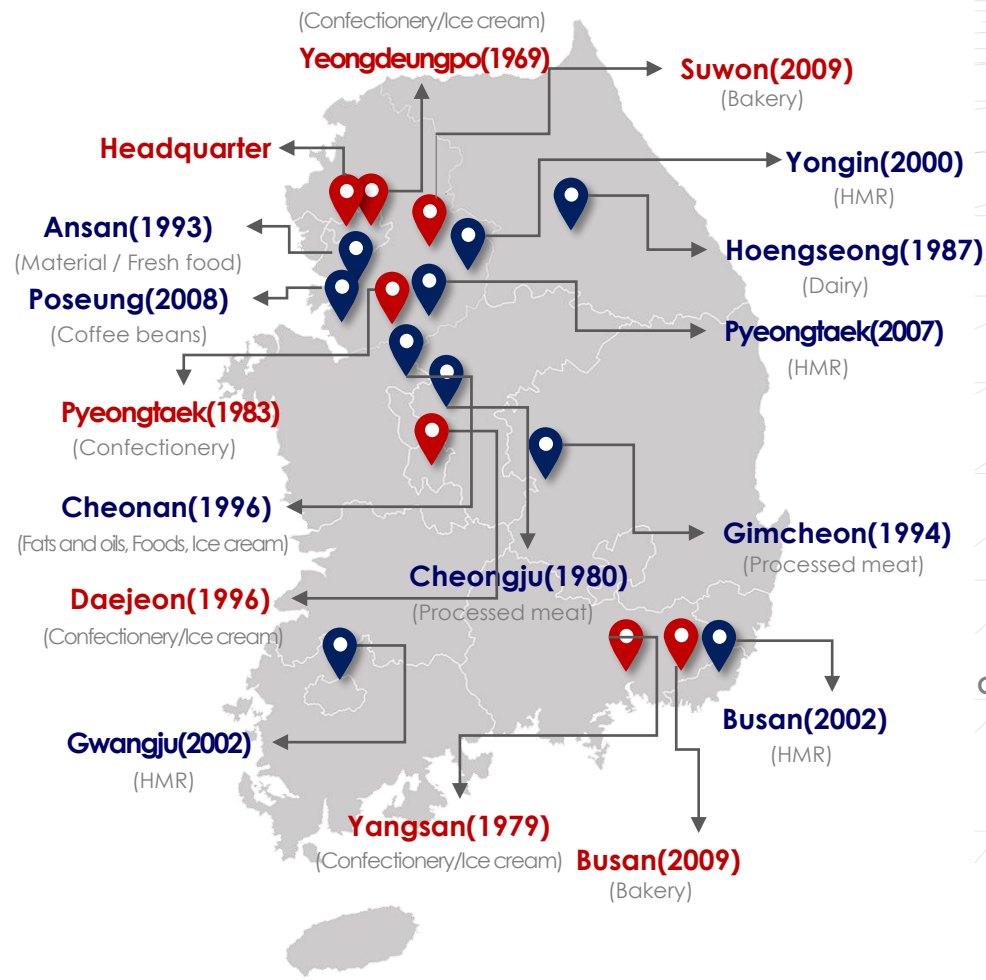 (Confectionery/Ice cream)
Yeongdeungpo(1969)
Suwon(2009)
(Bakery)
Headquarter
Yongin(2000)
(HMR)
Ansan(1993)
(Material / Fresh food)
Hoengseong(1987)
(Dairy)
Poseung(2008)
(Coffee beans)
Pyeongtaek(2007)
(HMR)
Pyeongtaek(1983)
(Confectionery)
Cheonan(1996)
(Fats and oils, Foods, Ice cream)
Gimcheon(1994)
(Processed meat)
Cheongju(1980)
(Processed meat)
Daejeon(1996)
(Confectionery/Ice cream)
Busan(2002)
(HMR)
Gwangju(2002)
(HMR)
Yangsan(1979)
(Confectionery/Ice cream)
Busan(2009)
(Bakery)